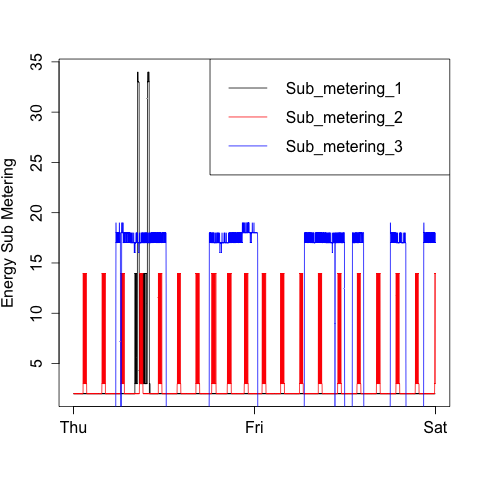 Energy Sub Metering
35
30
25
20
15
10
5
Sub_metering_1
Sub_metering_2
Sub_metering_3
Thu Fri Sat